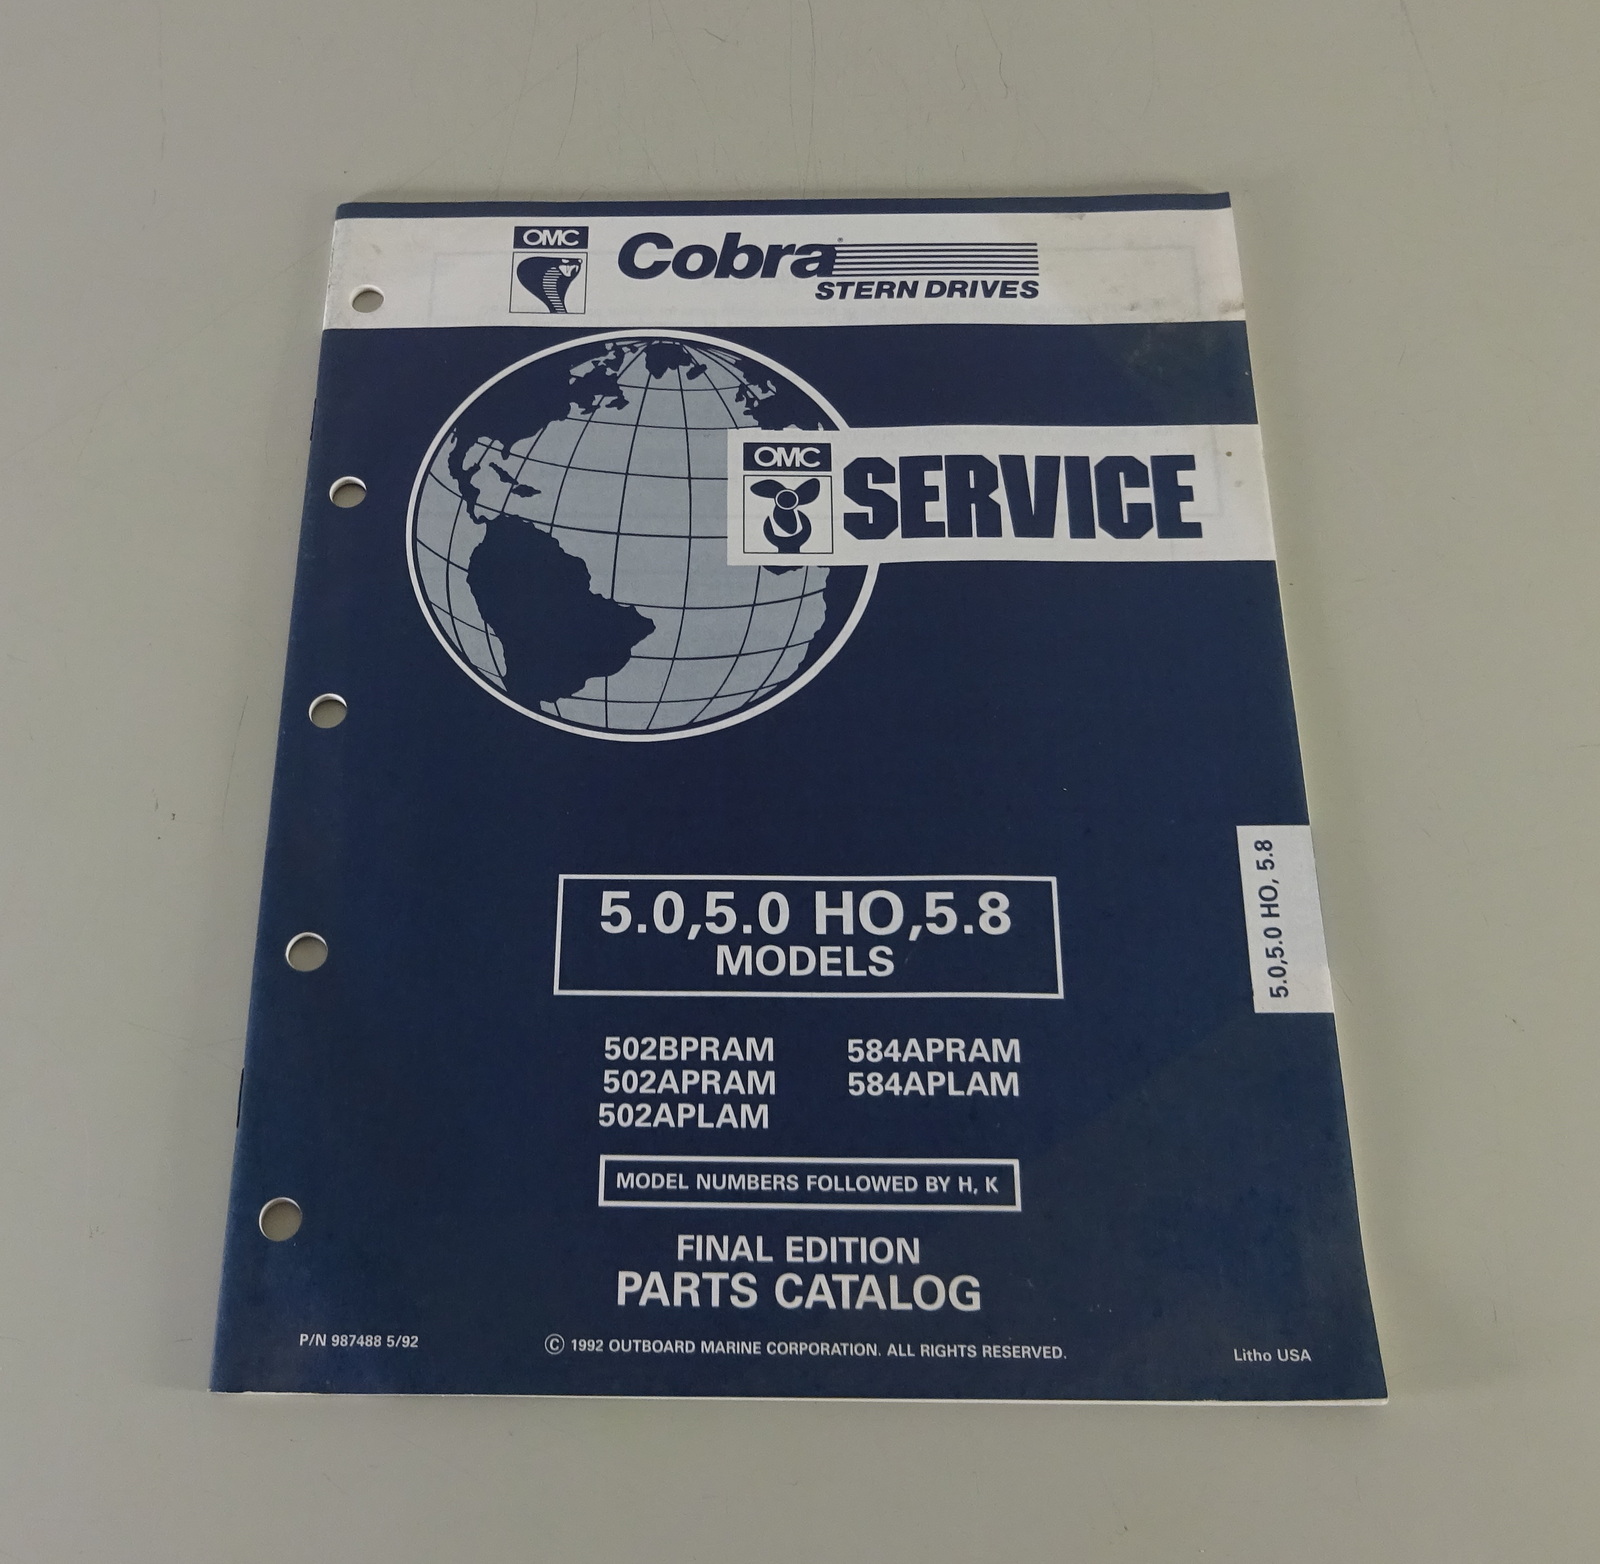 OMC
Cobra
STERN DRIVES
OMC
SERVICE
5.0,5.0 HO,5.8
MODELS
5.0,5.0 HO, 5.8
502BPRAM 584APRAM
502APRAM 584APLAM
502APLAM
MODEL NUMBERS FOLLOWED BY H, K
FINAL EDITION
PARTS CATALOG
P/N 987488 5/92
© 1992 OUTBOARD MARINE CORPORATION. ALL RIGHTS RESERVED.
Litho USA